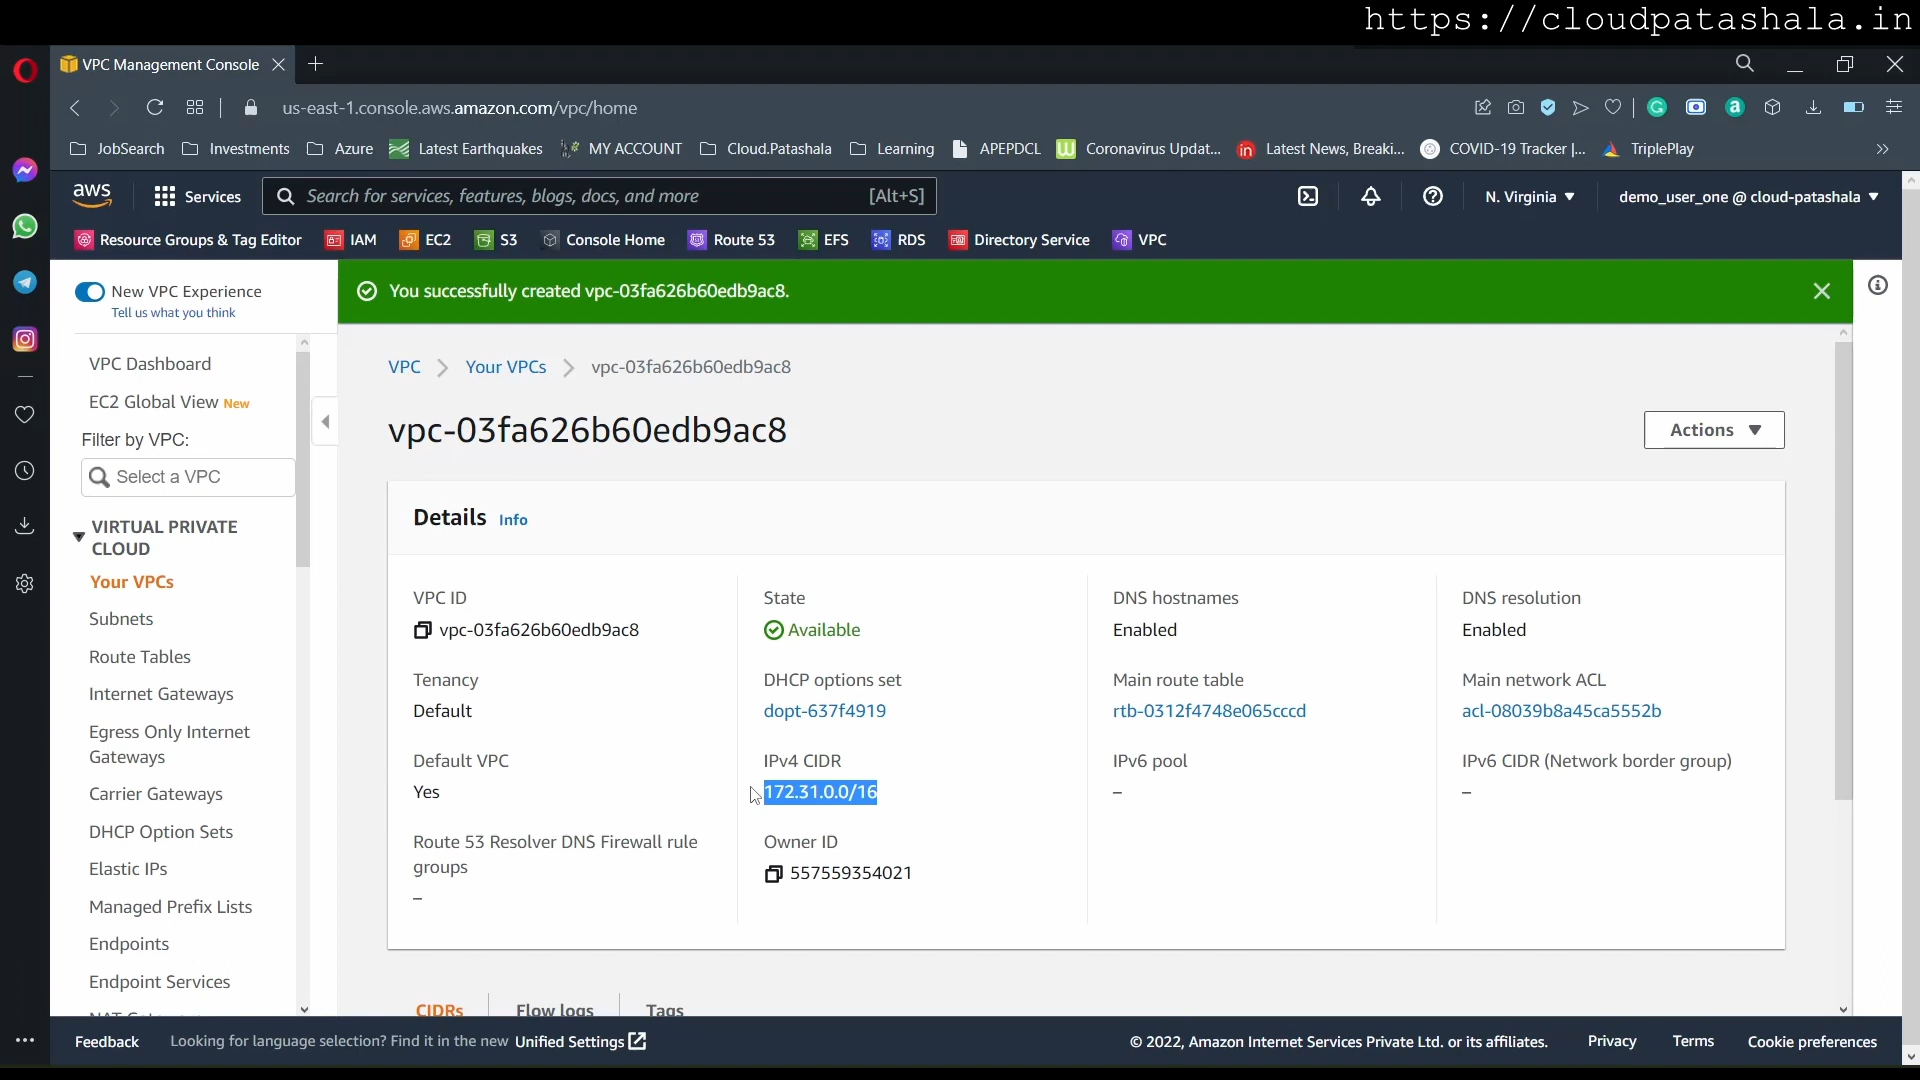 https://cloudpatashala.in
VPC Management Console
us-east-1.console.aws.amazon.com/vpc/home
JobSearch Investments Azure Latest Earthquakes MY ACCOUNT Cloud.Patashala Learning APEPDCL Coronavirus Updat... Latest News, Breaki... COVID-19 Tracker |... TriplePlay
aws Services Search for services, features, blogs, docs, and more [Alt+S] N. Virginia demo_user_one @ cloud-patashala
Resource Groups & Tag Editor IAM EC2 S3 Console Home Route 53 EFS RDS Directory Service VPC
New VPC Experience
Tell us what you think
VPC Dashboard
EC2 Global View New
Filter by VPC:
Select a VPC
VIRTUAL PRIVATE
CLOUD
Your VPCs
Subnets
Route Tables
Internet Gateways
Egress Only Internet
Gateways
Carrier Gateways
DHCP Option Sets
Elastic IPs
Managed Prefix Lists
Endpoints
Endpoint Services
You successfully created vpc-03fa626b60edb9ac8.
VPC Your VPCs vpc-03fa626b60edb9ac8
vpc-03fa626b60edb9ac8
Actions
Details Info
VPC ID
vpc-03fa626b60edb9ac8
State
Available
DNS hostnames
Enabled
DNS resolution
Enabled
Tenancy
Default
DHCP options set
dopt-637f4919
Main route table
rtb-0312f4748e065cccd
Main network ACL
acl-08039b8a45ca5552b
Default VPC
Yes
IPv4 CIDR
172.31.0.0/16
IPv6 pool
–
IPv6 CIDR (Network border group)
–
Route 53 Resolver DNS Firewall rule
groups
–
Owner ID
557559354021
CIDRs Flow logs Tags
Feedback Looking for language selection? Find it in the new Unified Settings © 2022, Amazon Internet Services Private Ltd. or its affiliates. Privacy Terms Cookie preferences